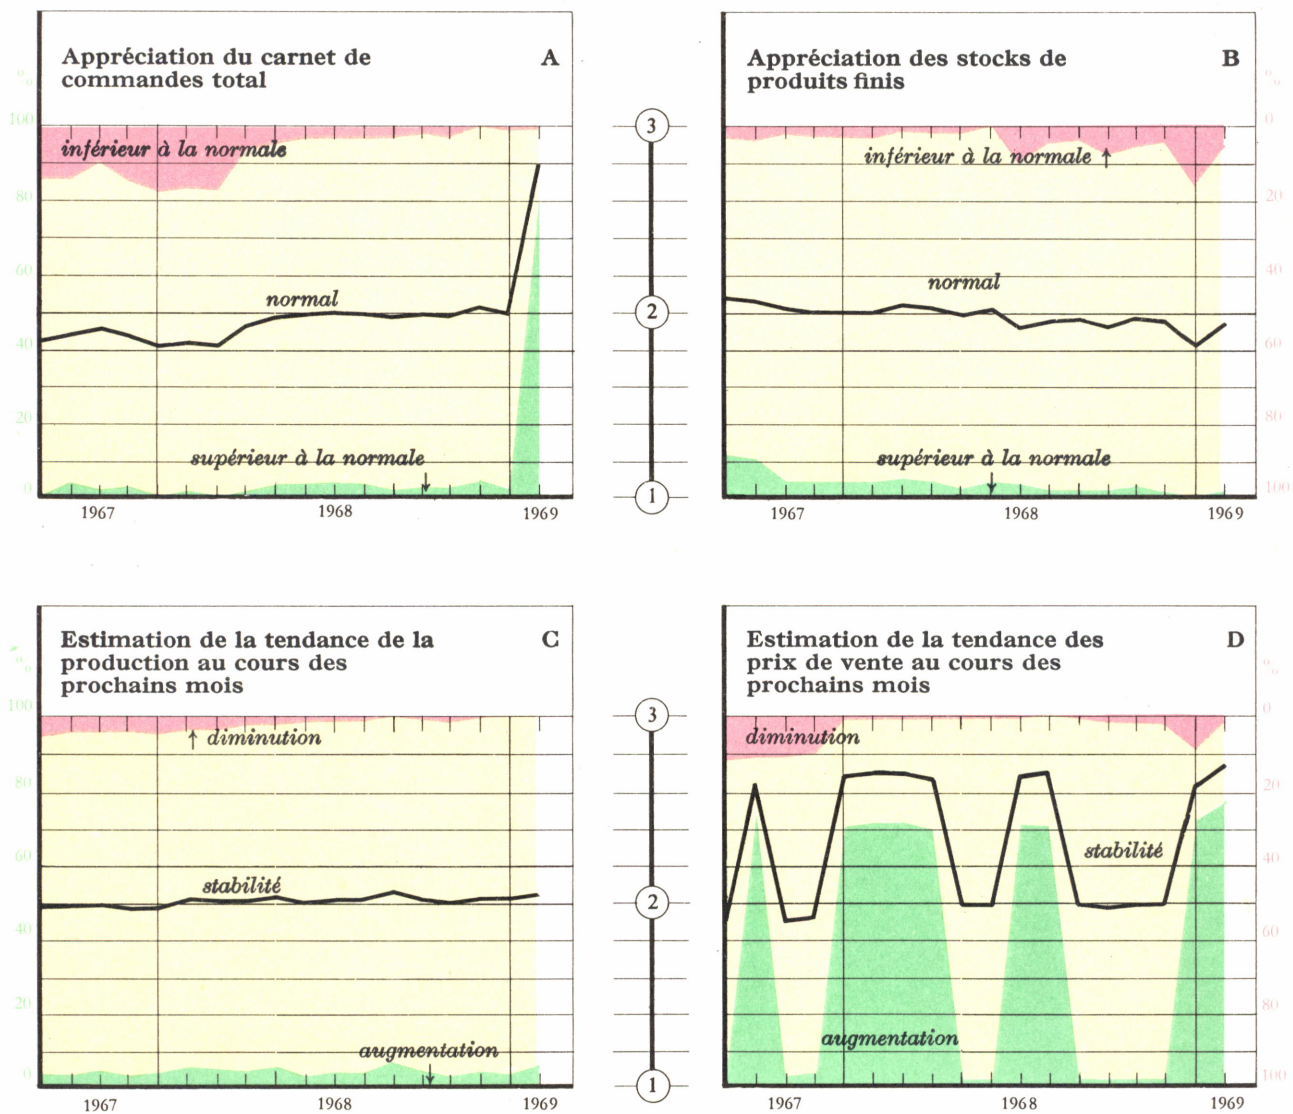 Appréciation du carnet de
commandes total
A
%
100
80
60
40
20
0
inférieur à la normale
normal
supérieur à la normale
1967
1968
1969
3
2
1
Appréciation des stocks de
produits finis
B
%
0
20
40
60
80
100
inférieur à la normale ↑
normal
supérieur à la normale
1967
1968
1969
Estimation de la tendance de la
production au cours des
prochains mois
C
%
100
80
60
40
20
0
↑ diminution
stabilité
augmentation
1967
1968
1969
3
2
1
Estimation de la tendance des
prix de vente au cours des
prochains mois
D
%
0
20
40
60
80
100
diminution
stabilité
augmentation
1967
1968
1969